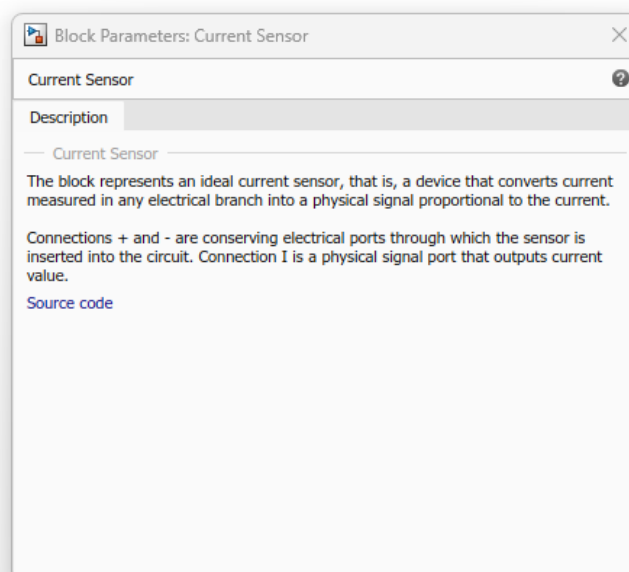 Block Parameters: Current Sensor
Current Sensor
Description
Current Sensor
The block represents an ideal current sensor, that is, a device that converts current
measured in any electrical branch into a physical signal proportional to the current.
Connections + and - are conserving electrical ports through which the sensor is
inserted into the circuit. Connection I is a physical signal port that outputs current
value.
Source code